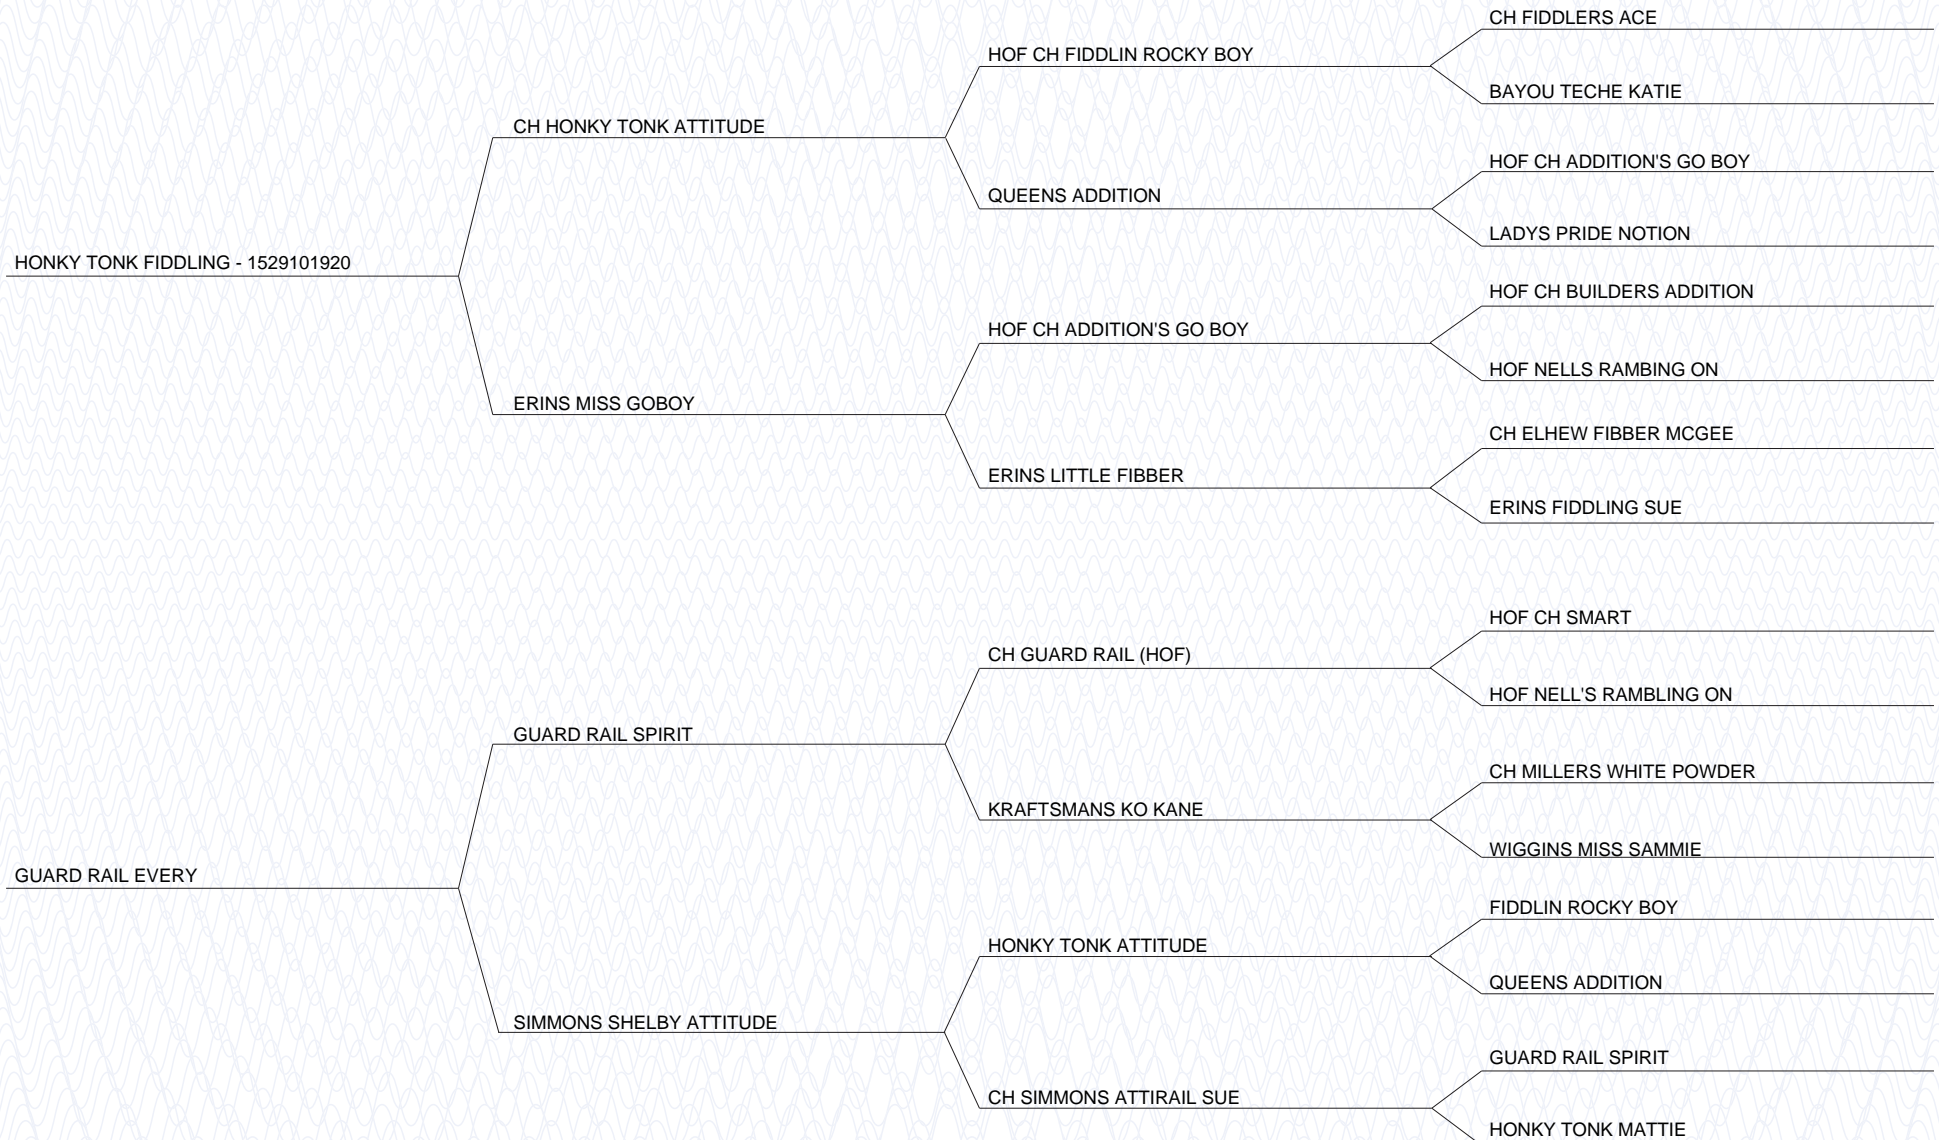 CH FIDDLERS ACE
HOF CH FIDDLIN ROCKY BOY
BAYOU TECHE KATIE
CH HONKY TONK ATTITUDE
HOF CH ADDITION'S GO BOY
QUEENS ADDITION
LADYS PRIDE NOTION
HONKY TONK FIDDLING - 1529101920
HOF CH BUILDERS ADDITION
HOF CH ADDITION'S GO BOY
HOF NELLS RAMBING ON
ERINS MISS GOBOY
CH ELHEW FIBBER MCGEE
ERINS LITTLE FIBBER
ERINS FIDDLING SUE
HOF CH SMART
CH GUARD RAIL (HOF)
HOF NELL'S RAMBLING ON
GUARD RAIL SPIRIT
CH MILLERS WHITE POWDER
KRAFTSMANS KO KANE
WIGGINS MISS SAMMIE
GUARD RAIL EVERY
FIDDLIN ROCKY BOY
HONKY TONK ATTITUDE
QUEENS ADDITION
SIMMONS SHELBY ATTITUDE
GUARD RAIL SPIRIT
CH SIMMONS ATTIRAIL SUE
HONKY TONK MATTIE